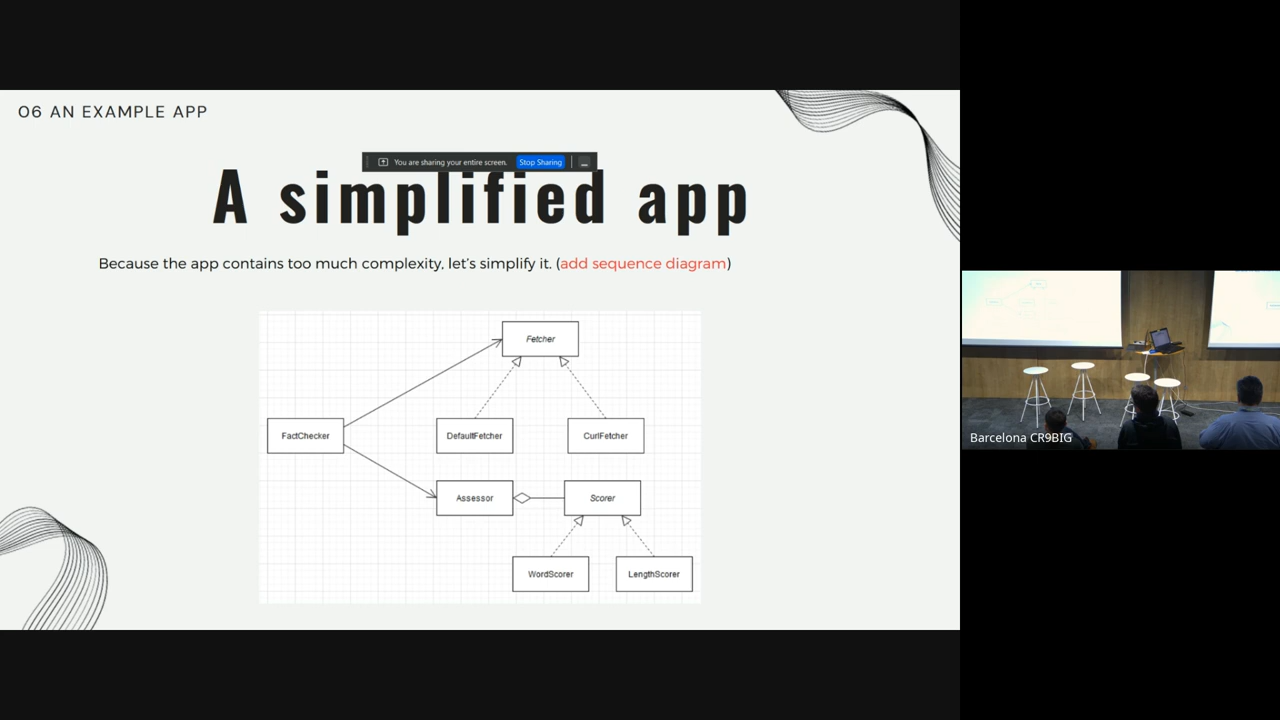 06 AN EXAMPLE APP
You are sharing your entire screen. Stop Sharing
A simplified app
Because the app contains too much complexity, let's simplify it. (add sequence diagram)
Fetcher
FactChecker
DefaultFetcher
CurlFetcher
Assessor
Scorer
WordScorer
LengthScorer
Barcelona CR9BIG